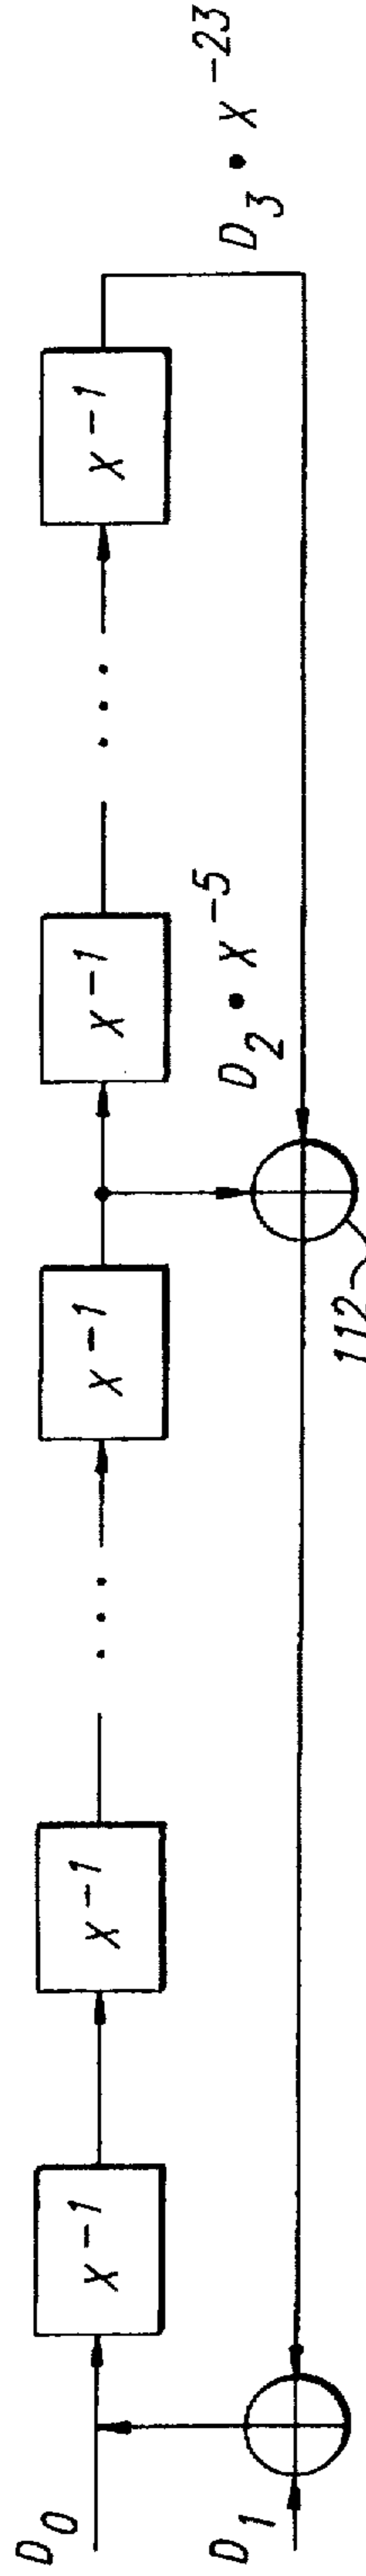 D₀
X⁻¹
X⁻¹
. . .
X⁻¹
X⁻¹
. . .
X⁻¹
D₁
D₂ • X⁻⁵
D₃ • X⁻²³
112